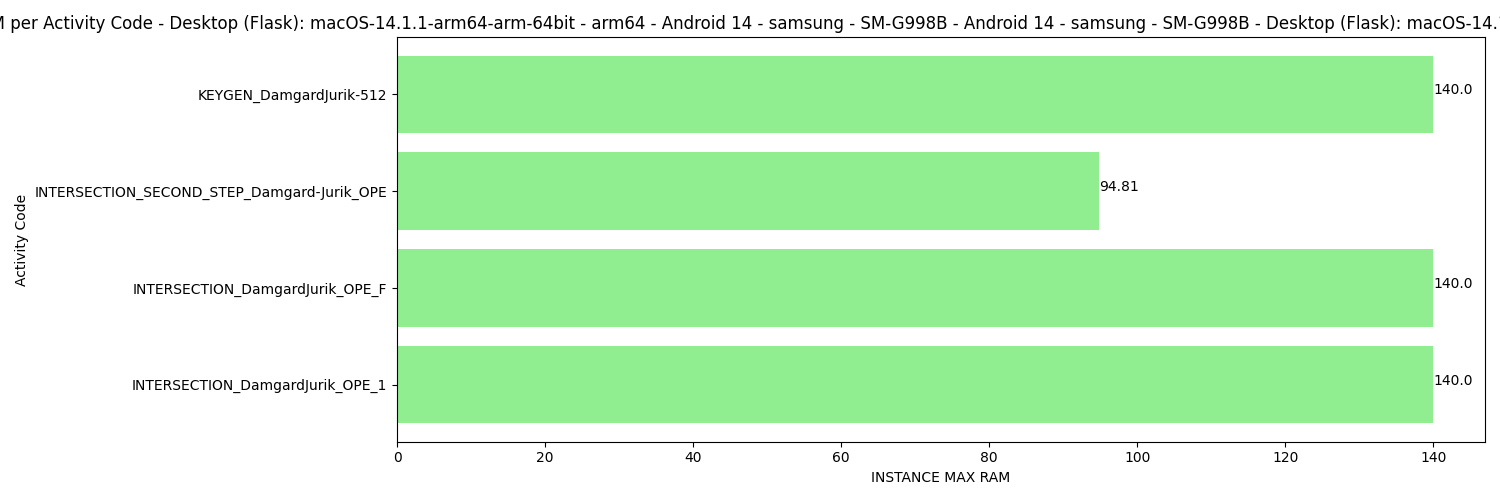 per Activity Code - Desktop (Flask): macOS-14.1.1-arm64-arm-64bit - arm64 - Android 14 - samsung - SM-G998B - Android 14 - samsung - SM-G998B - Desktop (Flask): macOS-14.
KEYGEN_DamgardJurik-512
140.0
INTERSECTION_SECOND_STEP_Damgard-Jurik_OPE
94.81
INTERSECTION_DamgardJurik_OPE_F
140.0
INTERSECTION_DamgardJurik_OPE_1
140.0
Activity Code
0 20 40 60 80 100 120 140
INSTANCE MAX RAM